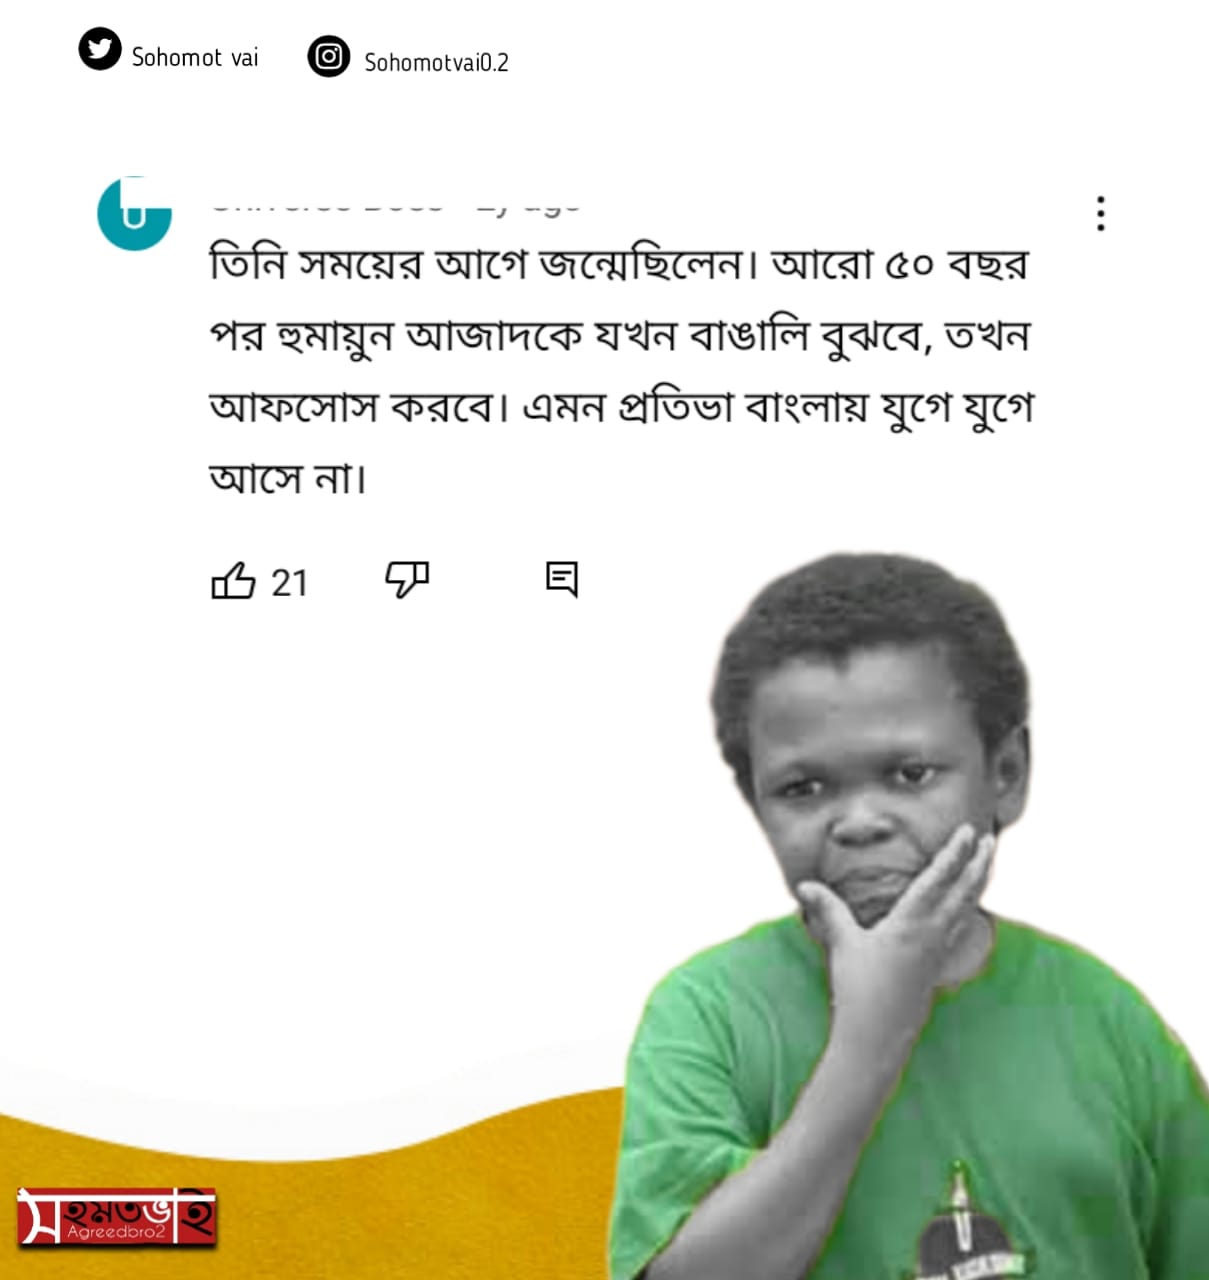 Sohomot vai
Sohomotvai0.2
U
তিনি সময়ের আগে জন্মেছিলেন। আরো ৫০ বছর
পর হুমায়ুন আজাদকে যখন বাঙালি বুঝবে, তখন
আফসোস করবে। এমন প্রতিভা বাংলায় যুগে যুগে
আসে না।
21
সহমতভাই
Agreedbro2